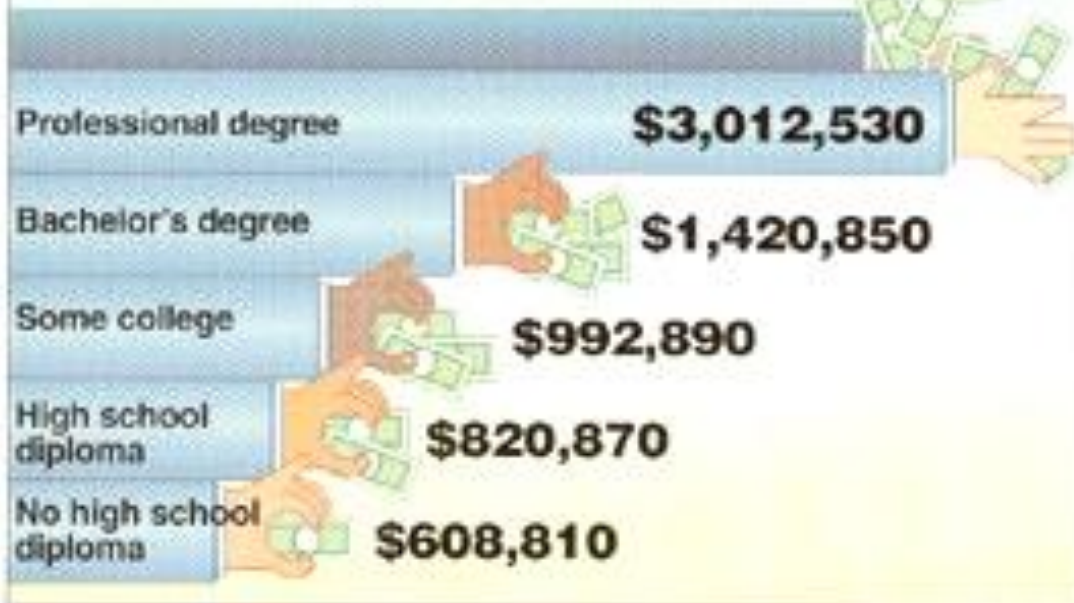 Professional degree
$3,012,530
Bachelor's degree
$1,420,850
Some college
$992,890
High school
diploma
$820,870
No high school
diploma
$608,810